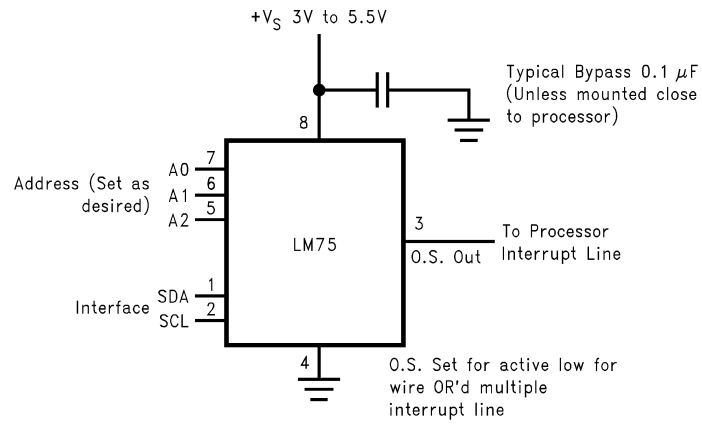 +VS 3V to 5.5V
Typical Bypass 0.1 µF
(Unless mounted close
to processor)
8
Address (Set as
desired)
A0 7
A1 6
A2 5
LM75
3
O.S. Out
To Processor
Interrupt Line
Interface
SDA 1
SCL 2
4
O.S. Set for active low for
wire OR'd multiple
interrupt line